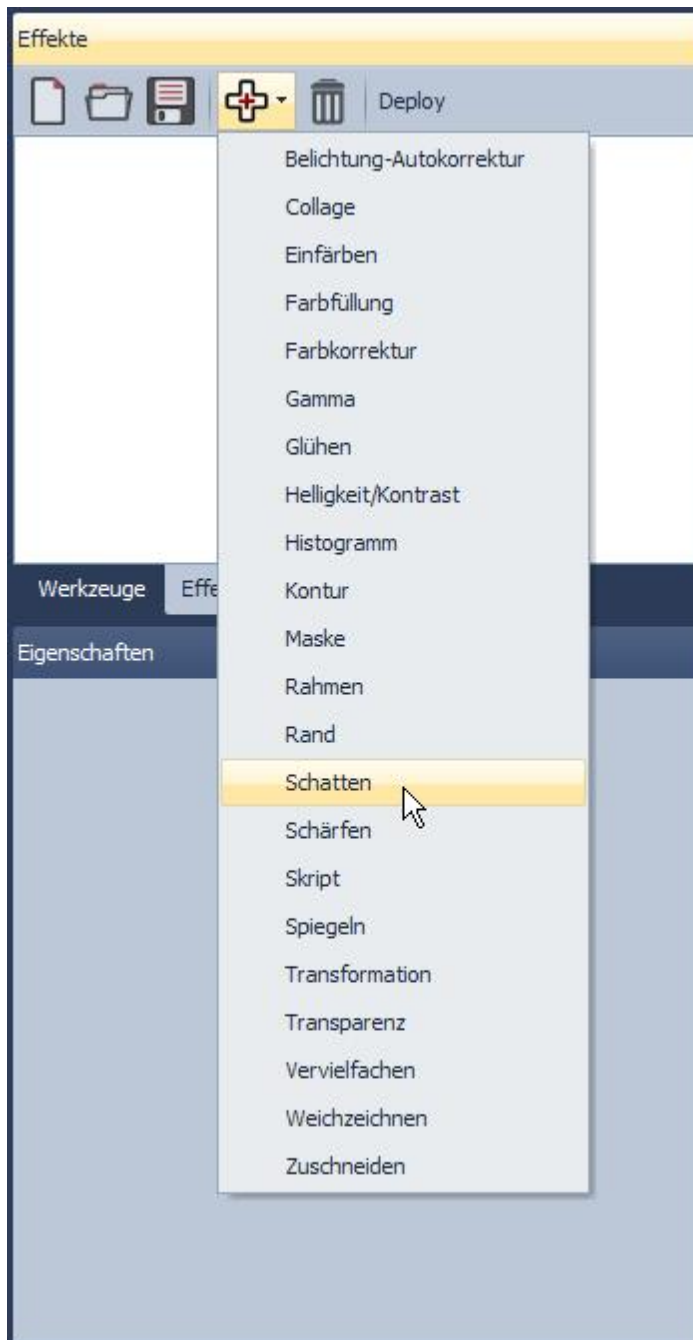 Effekte
Deploy
Belichtung-Autokorrektur
Collage
Einfärben
Farbfüllung
Farbkorrektur
Gamma
Glühen
Helligkeit/Kontrast
Histogramm
Kontur
Maske
Rahmen
Rand
Schatten
Schärfen
Skript
Spiegeln
Transformation
Transparenz
Vervielfachen
Weichzeichnen
Zuschneiden
Werkzeuge Effe
Eigenschaften